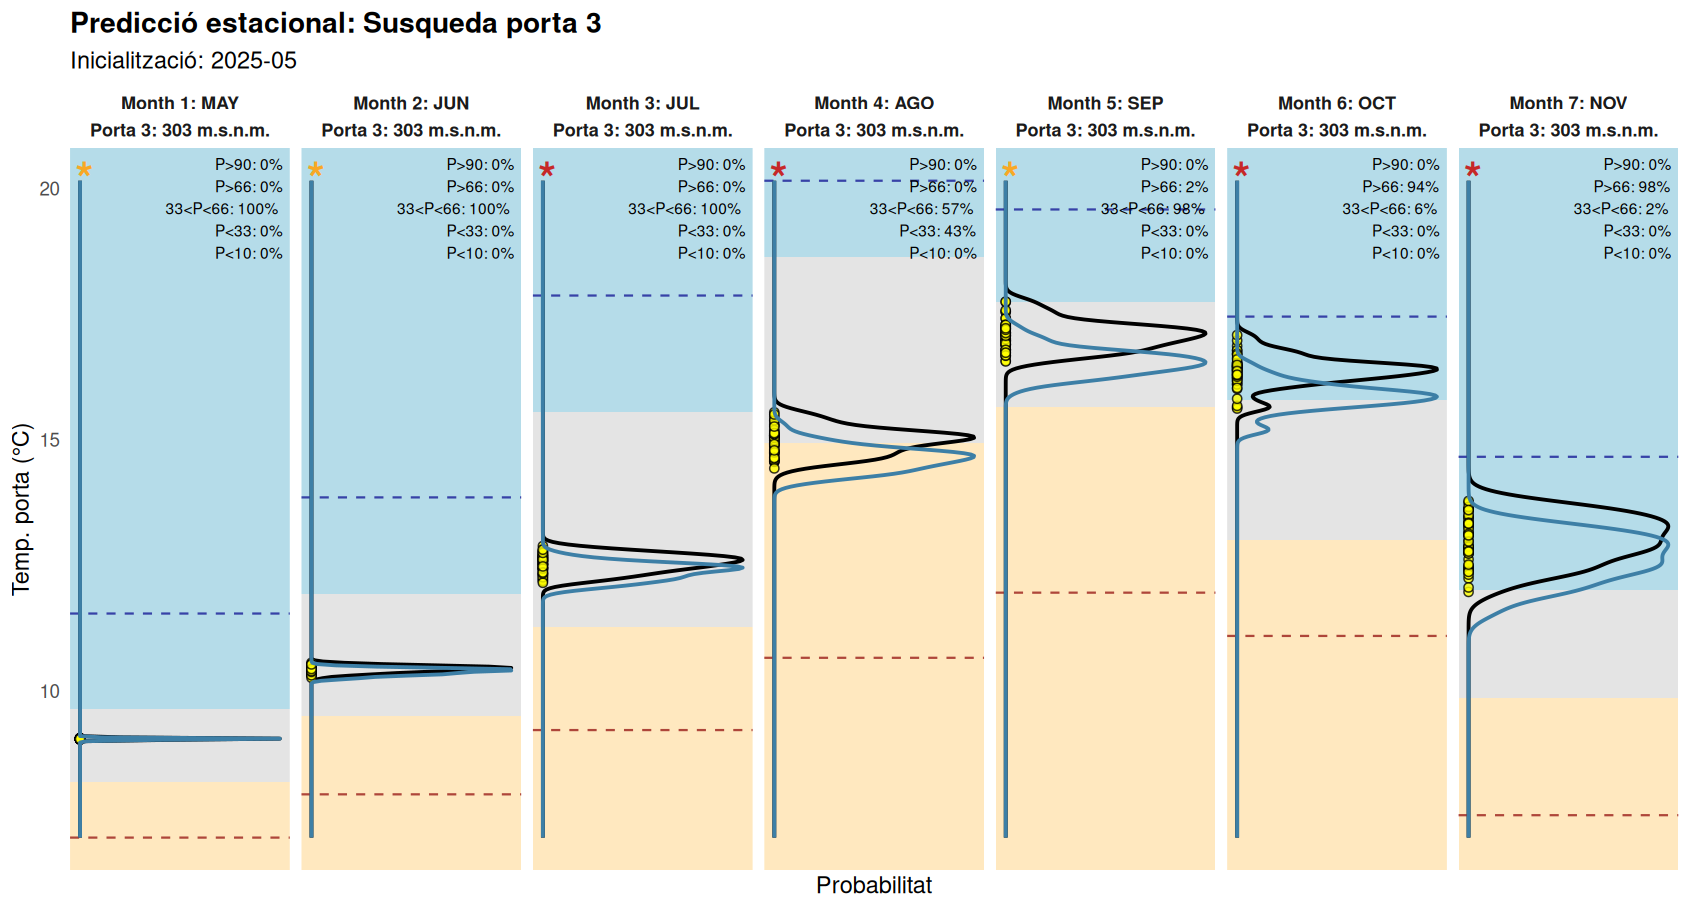 Predicció estacional: Susqueda porta 3
Inicialització: 2025-05
Month 1: MAY
Porta 3: 303 m.s.n.m.
Month 2: JUN
Porta 3: 303 m.s.n.m.
Month 3: JUL
Porta 3: 303 m.s.n.m.
Month 4: AGO
Porta 3: 303 m.s.n.m.
Month 5: SEP
Porta 3: 303 m.s.n.m.
Month 6: OCT
Porta 3: 303 m.s.n.m.
Month 7: NOV
Porta 3: 303 m.s.n.m.
P>90: 0%
P>66: 0%
33<P<66: 100%
P<33: 0%
P<10: 0%
P>90: 0%
P>66: 0%
33<P<66: 100%
P<33: 0%
P<10: 0%
P>90: 0%
P>66: 0%
33<P<66: 100%
P<33: 0%
P<10: 0%
P>90: 0%
P>66: 0%
33<P<66: 57%
P<33: 43%
P<10: 0%
P>90: 0%
P>66: 2%
33<P<66: 98%
P<33: 0%
P<10: 0%
P>90: 0%
P>66: 94%
33<P<66: 6%
P<33: 0%
P<10: 0%
P>90: 0%
P>66: 98%
33<P<66: 2%
P<33: 0%
P<10: 0%
20
15
10
Temp. porta (°C)
Probabilitat